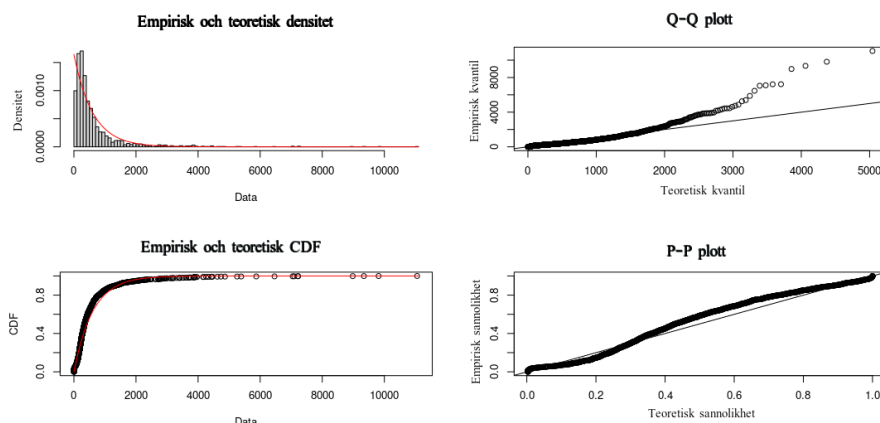 Empirisk och teoretisk densitet
Densitet
0.0000
0.0010
0
2000
4000
6000
8000
10000
Data
Q-Q plott
Empirisk kvantil
0
4000
8000
0
1000
2000
3000
4000
5000
Teoretisk kvantil
Empirisk och teoretisk CDF
CDF
0.0
0.4
0.8
0
2000
4000
6000
8000
10000
Data
P-P plott
Empirisk sannolikhet
0.0
0.4
0.8
0.0
0.2
0.4
0.6
0.8
1.0
Teoretisk sannolikhet